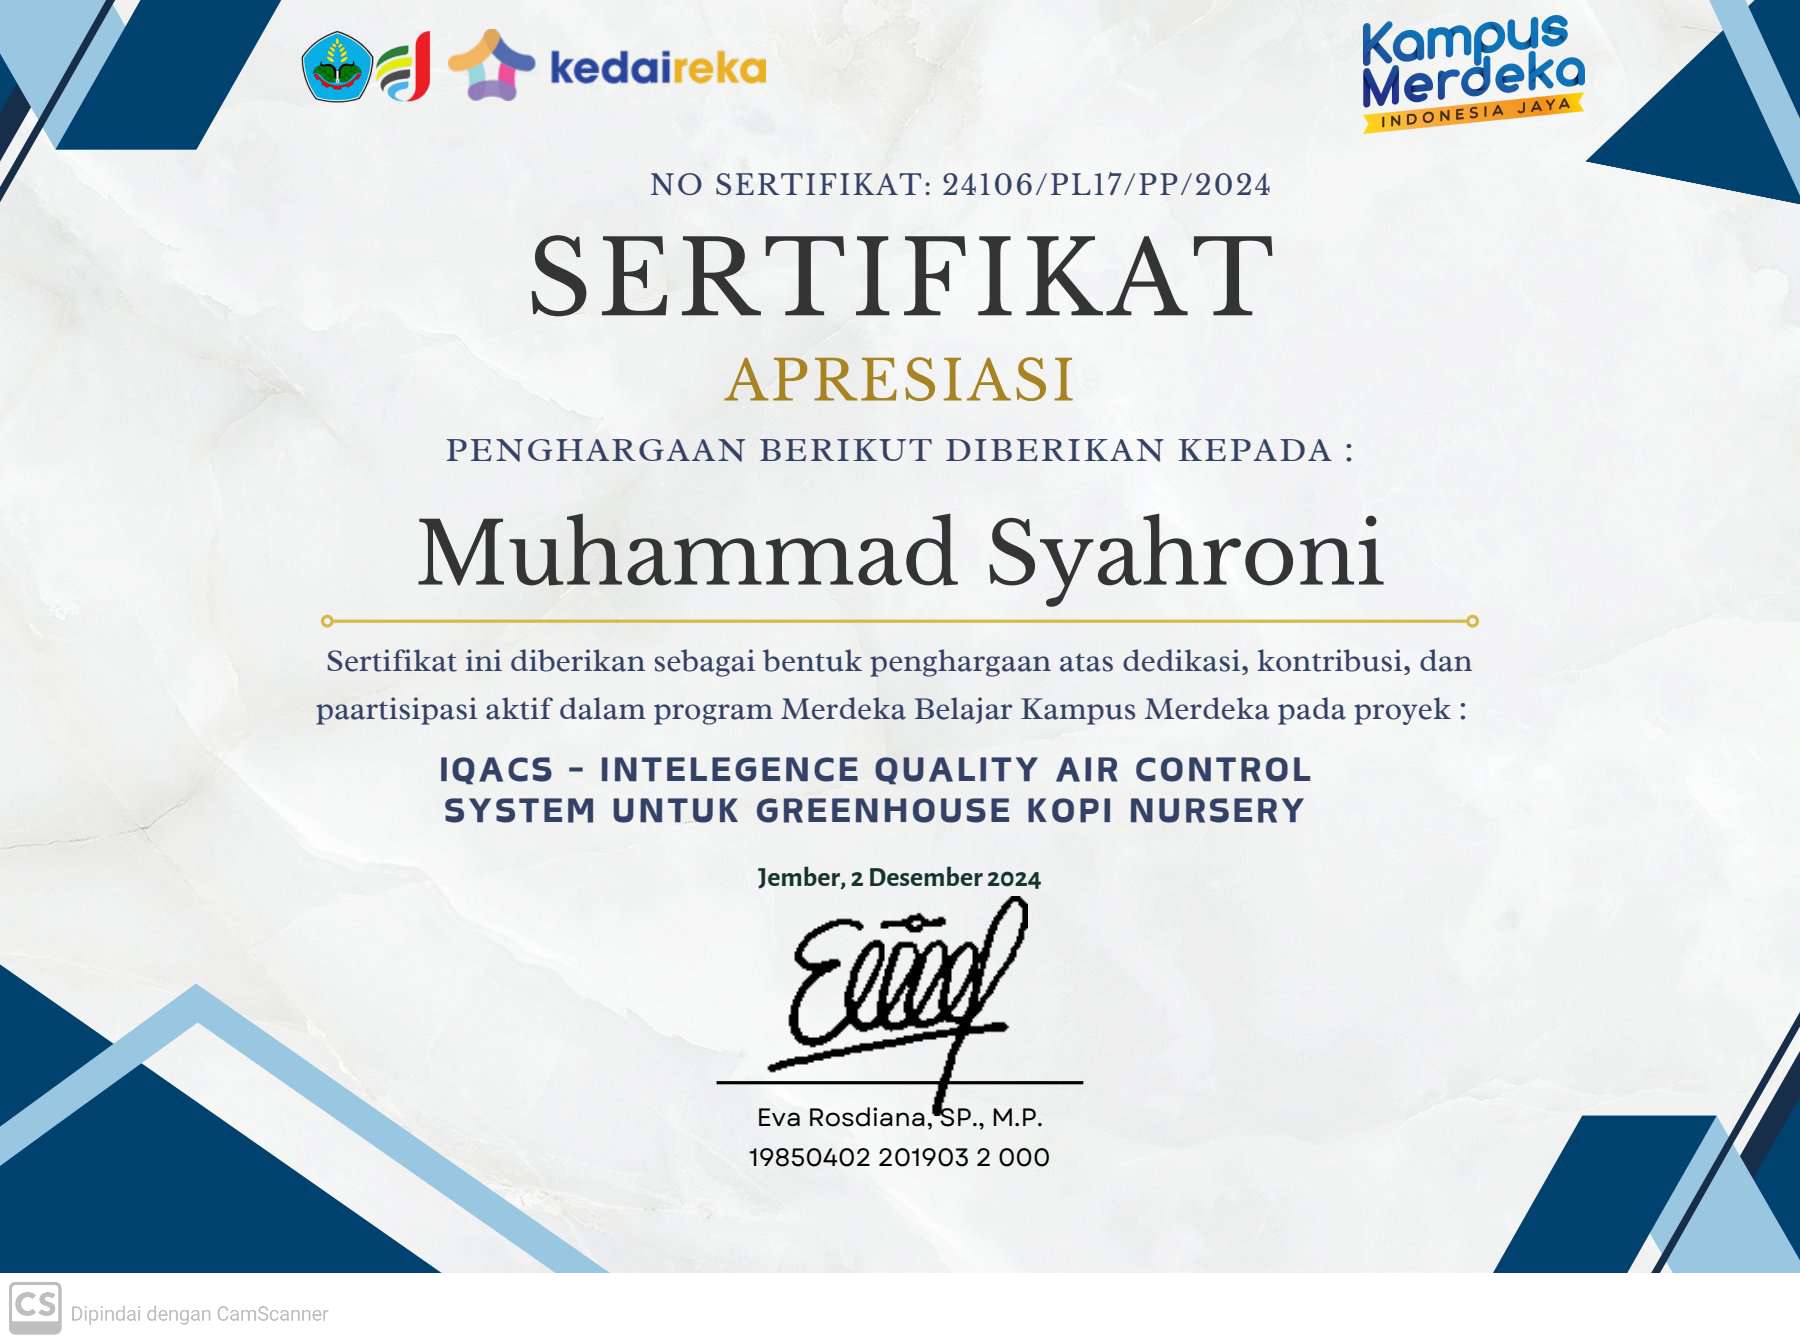 kedaireka
Kampus
Merdeka
INDONESIA JAYA
NO SERTIFIKAT: 24106/PL17/PP/2024
SERTIFIKAT
APRESIASI
PENGHARGAAN BERIKUT DIBERIKAN KEPADA :
Muhammad Syahroni
Sertifikat ini diberikan sebagai bentuk penghargaan atas dedikasi, kontribusi, dan
paartisipasi aktif dalam program Merdeka Belajar Kampus Merdeka pada proyek :
IQACS - INTELEGENCE QUALITY AIR CONTROL
SYSTEM UNTUK GREENHOUSE KOPI NURSERY
Jember, 2 Desember 2024
Eva Rosdiana, SP., M.P.
19850402 201903 2 000
CS Dipindai dengan CamScanner